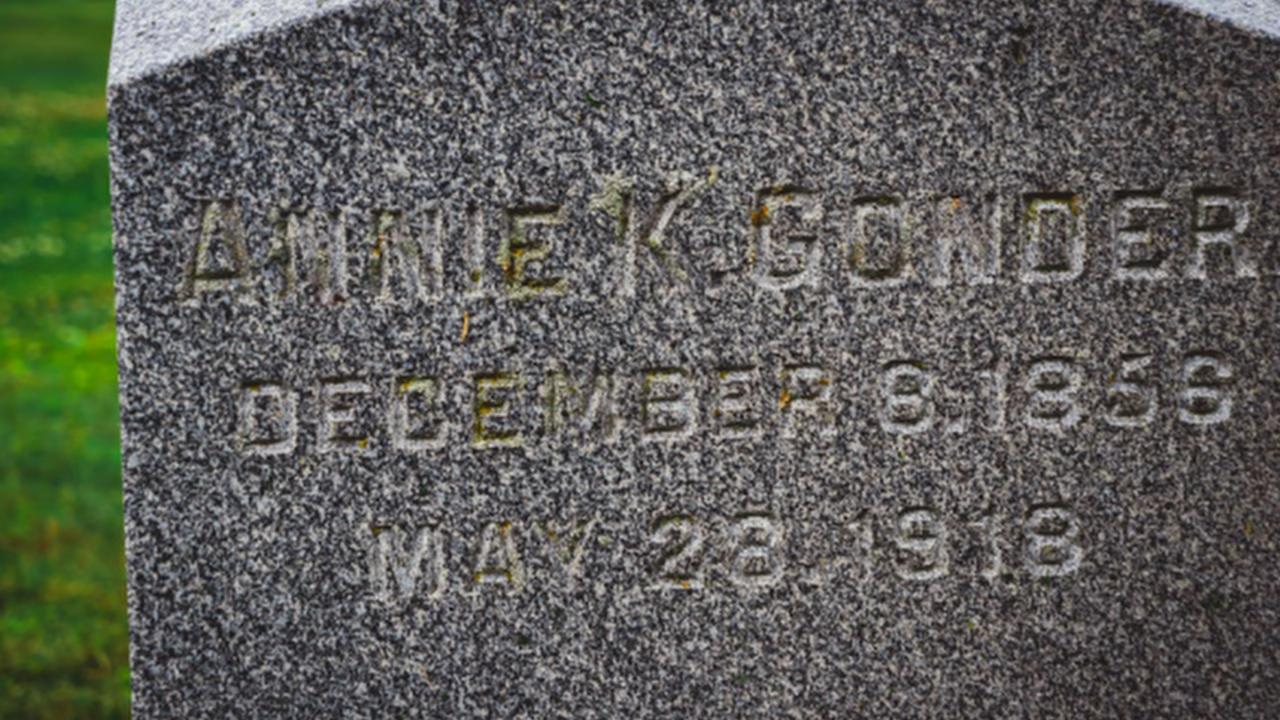 ANNIE K. GONDER
DECEMBER 8, 1856
MAY 28, 1918